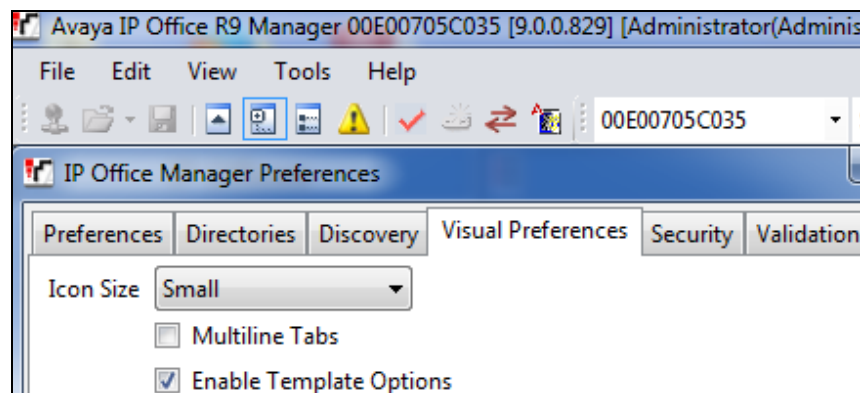 Avaya IP Office R9 Manager 00E00705C035 [9.0.0.829] [Administrator(Adminis
File Edit View Tools Help
00E00705C035
IP Office Manager Preferences
Preferences Directories Discovery Visual Preferences Security Validation
Icon Size Small
Multiline Tabs
Enable Template Options